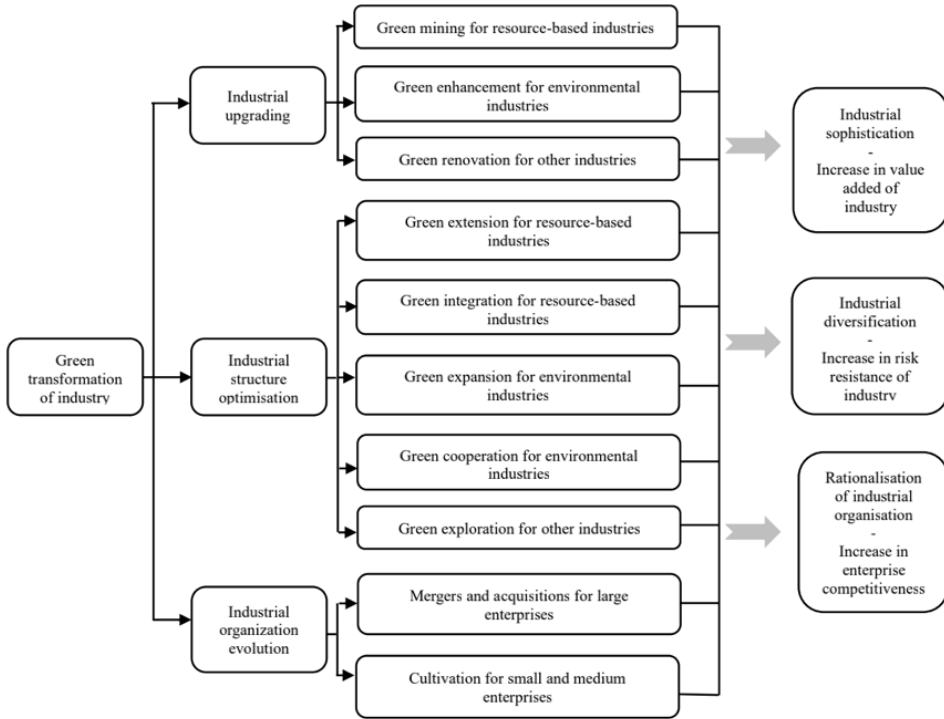 Green
transformation
of industry
Industrial
upgrading
Industrial
structure
optimisation
Industrial
organization
evolution
Green mining for resource-based industries
Green enhancement for environmental
industries
Green renovation for other industries
Green extension for resource-based
industries
Green integration for resource-based
industries
Green expansion for environmental
industries
Green cooperation for environmental
industries
Green exploration for other industries
Mergers and acquisitions for large
enterprises
Cultivation for small and medium
enterprises
Industrial
sophistication
-
Increase in value
added of
industry
Industrial
diversification
-
Increase in risk
resistance of
industry
Rationalisation
of industrial
organisation
-
Increase in
enterprise
competitiveness